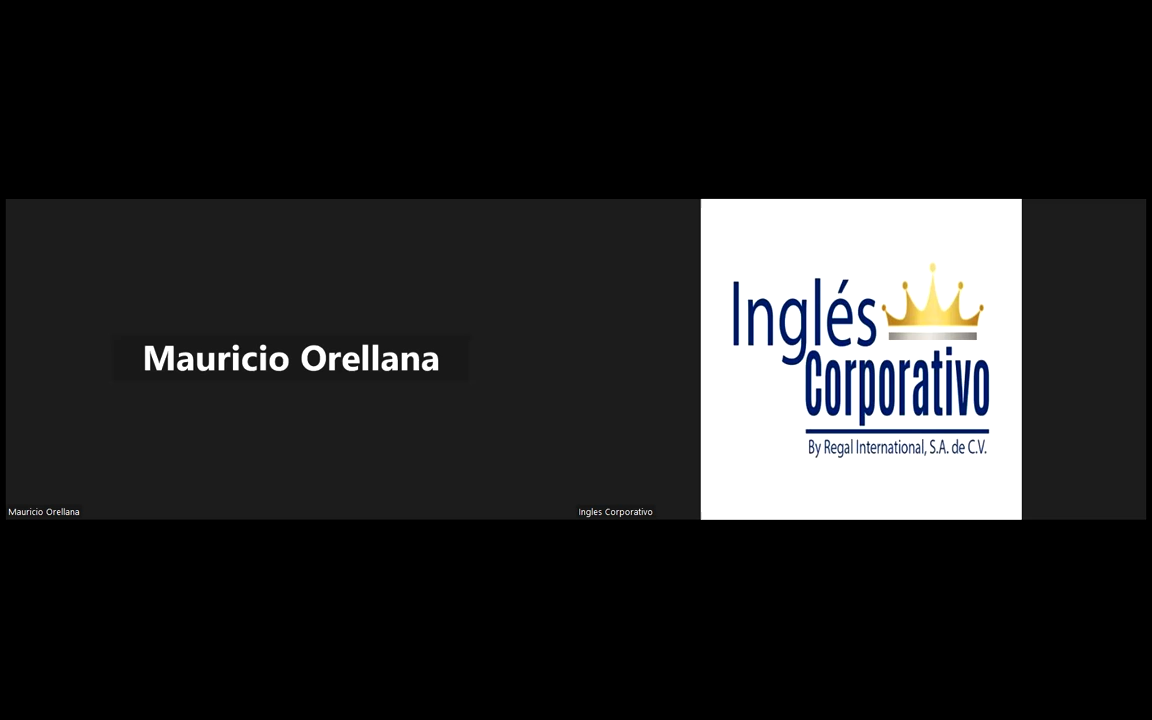 Mauricio Orellana
Inglés
Corporativo
By Regal International, S.A. de C.V.
Mauricio Orellana
Ingles Corporativo